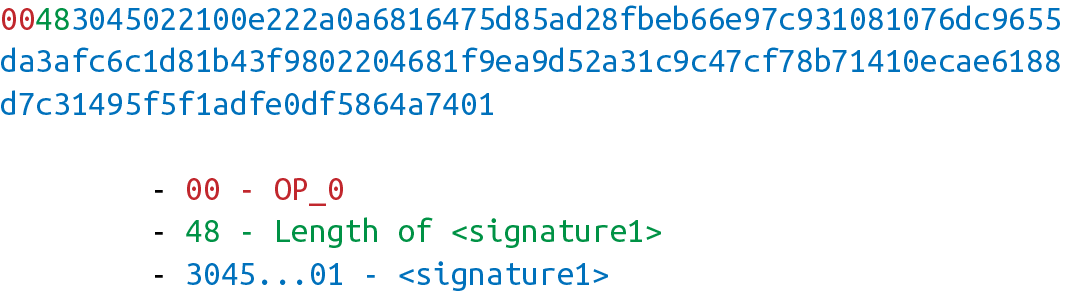 00483045022100e222a0a6816475d85ad28fbeb66e97c931081076dc9655
da3afc6c1d81b43f9802204681f9ea9d52a31c9c47cf78b71410ecae6188
d7c31495f5f1adfe0df5864a7401
- 00 - OP_0
- 48 - Length of <signature1>
- 3045...01 - <signature1>